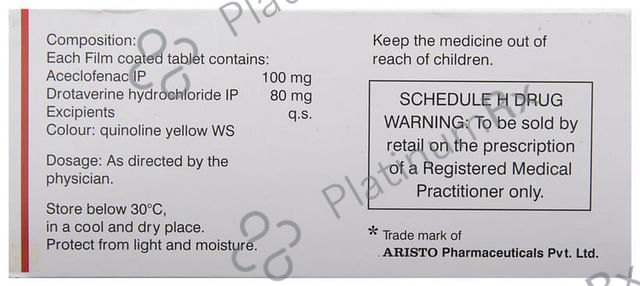 Composition:
Each Film coated tablet contains:
Aceclofenac IP 100 mg
Drotaverine hydrochloride IP 80 mg
Excipients q.s.
Colour: quinoline yellow WS
Dosage: As directed by the
physician.
Store below 30°C,
in a cool and dry place.
Protect from light and moisture.
Keep the medicine out of
reach of children.
SCHEDULE H DRUG
WARNING: To be sold by
retail on the prescription
of a Registered Medical
Practitioner only.
* Trade mark of
ARISTO Pharmaceuticals Pvt. Ltd.
PlatinumRx